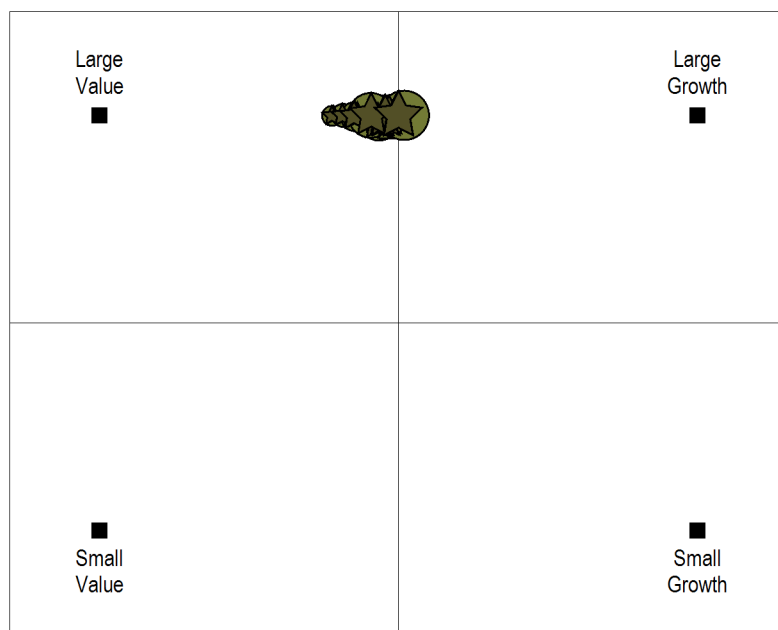 Large
Value
Large
Growth
Small
Value
Small
Growth